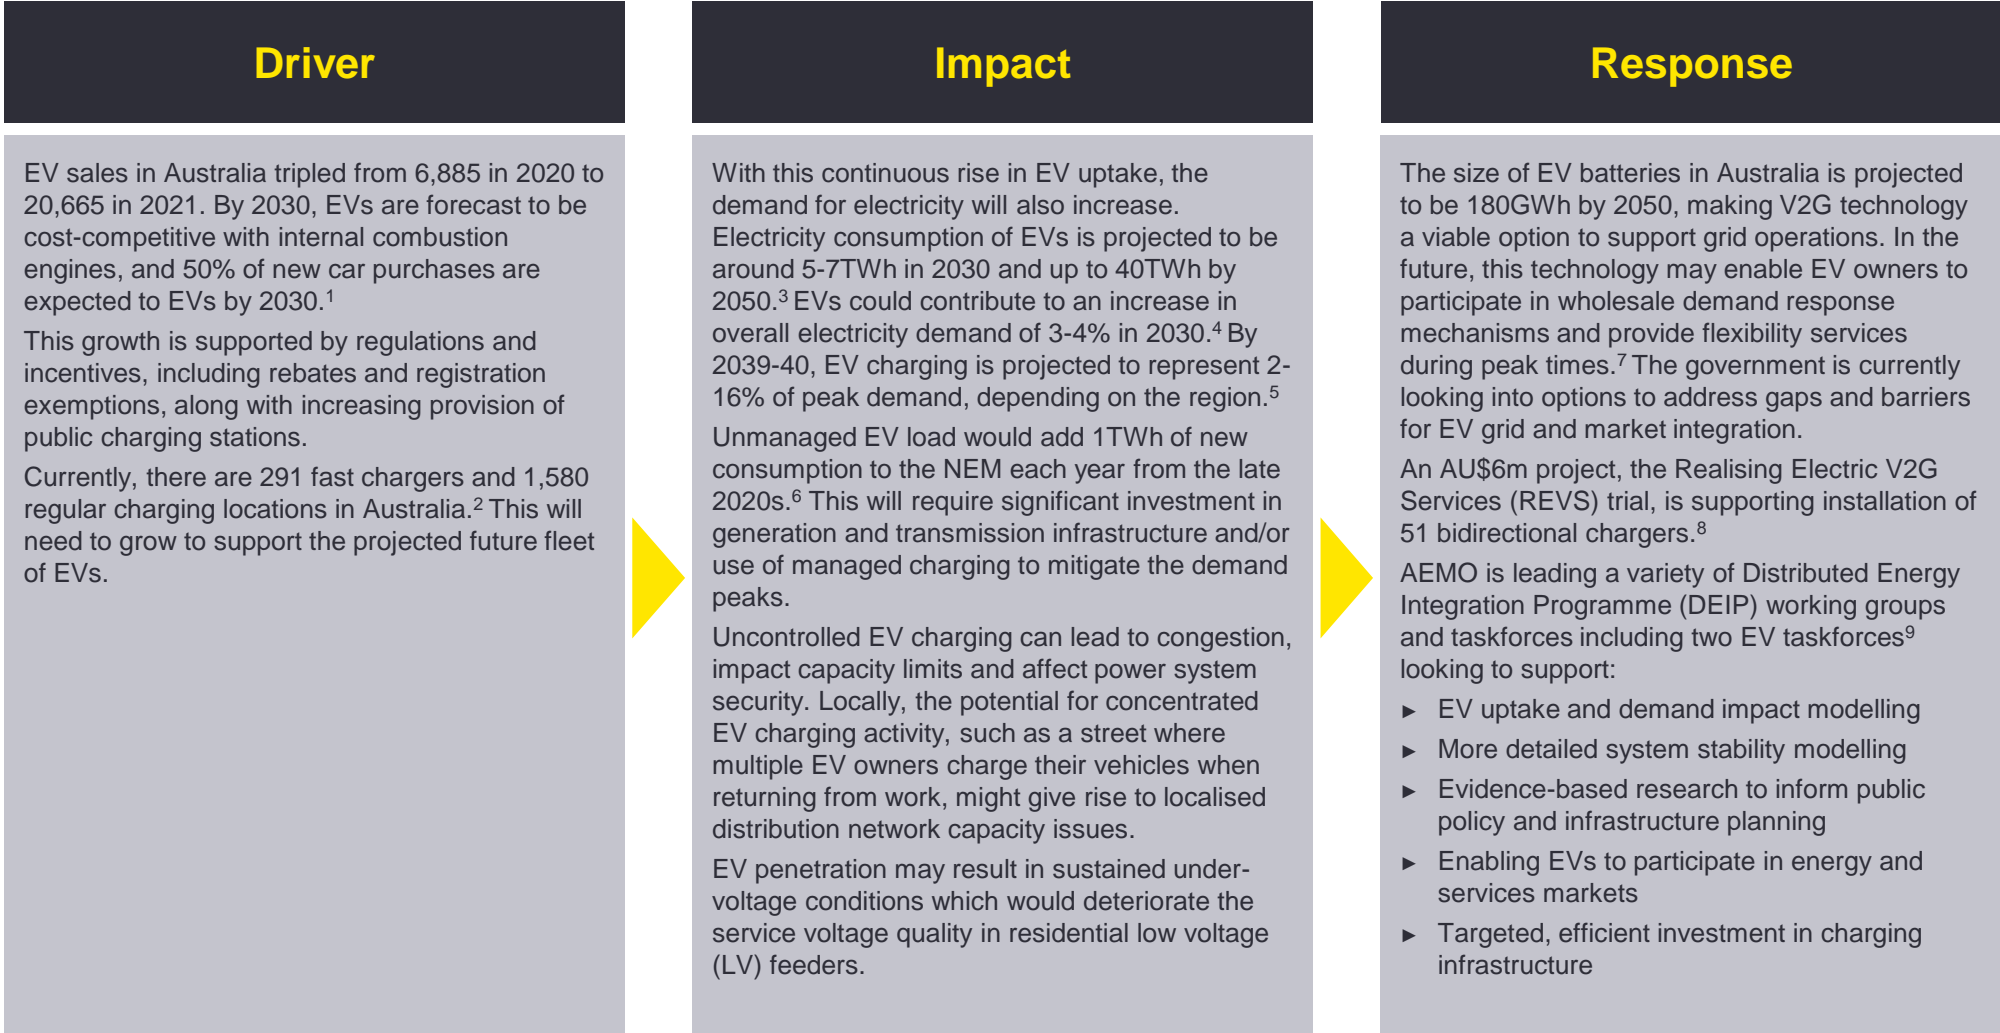 Driver
EV sales in Australia tripled from 6,885 in 2020 to
20,665 in 2021. By 2030, EVs are forecast to be
cost-competitive with internal combustion
engines, and 50% of new car purchases are
expected to EVs by 2030.¹
This growth is supported by regulations and
incentives, including rebates and registration
exemptions, along with increasing provision of
public charging stations.
Currently, there are 291 fast chargers and 1,580
regular charging locations in Australia.² This will
need to grow to support the projected future fleet
of EVs.
Impact
With this continuous rise in EV uptake, the
demand for electricity will also increase.
Electricity consumption of EVs is projected to be
around 5-7TWh in 2030 and up to 40TWh by
2050.³ EVs could contribute to an increase in
overall electricity demand of 3-4% in 2030.⁴ By
2039-40, EV charging is projected to represent 2-
16% of peak demand, depending on the region.⁵
Unmanaged EV load would add 1TWh of new
consumption to the NEM each year from the late
2020s.⁶ This will require significant investment in
generation and transmission infrastructure and/or
use of managed charging to mitigate the demand
peaks.
Uncontrolled EV charging can lead to congestion,
impact capacity limits and affect power system
security. Locally, the potential for concentrated
EV charging activity, such as a street where
multiple EV owners charge their vehicles when
returning from work, might give rise to localised
distribution network capacity issues.
EV penetration may result in sustained under-
voltage conditions which would deteriorate the
service voltage quality in residential low voltage
(LV) feeders.
Response
The size of EV batteries in Australia is projected
to be 180GWh by 2050, making V2G technology
a viable option to support grid operations. In the
future, this technology may enable EV owners to
participate in wholesale demand response
mechanisms and provide flexibility services
during peak times.⁷ The government is currently
looking into options to address gaps and barriers
for EV grid and market integration.
An AU$6m project, the Realising Electric V2G
Services (REVS) trial, is supporting installation of
51 bidirectional chargers.⁸
AEMO is leading a variety of Distributed Energy
Integration Programme (DEIP) working groups
and taskforces including two EV taskforces⁹
looking to support:
► EV uptake and demand impact modelling
► More detailed system stability modelling
► Evidence-based research to inform public
policy and infrastructure planning
► Enabling EVs to participate in energy and
services markets
► Targeted, efficient investment in charging
infrastructure